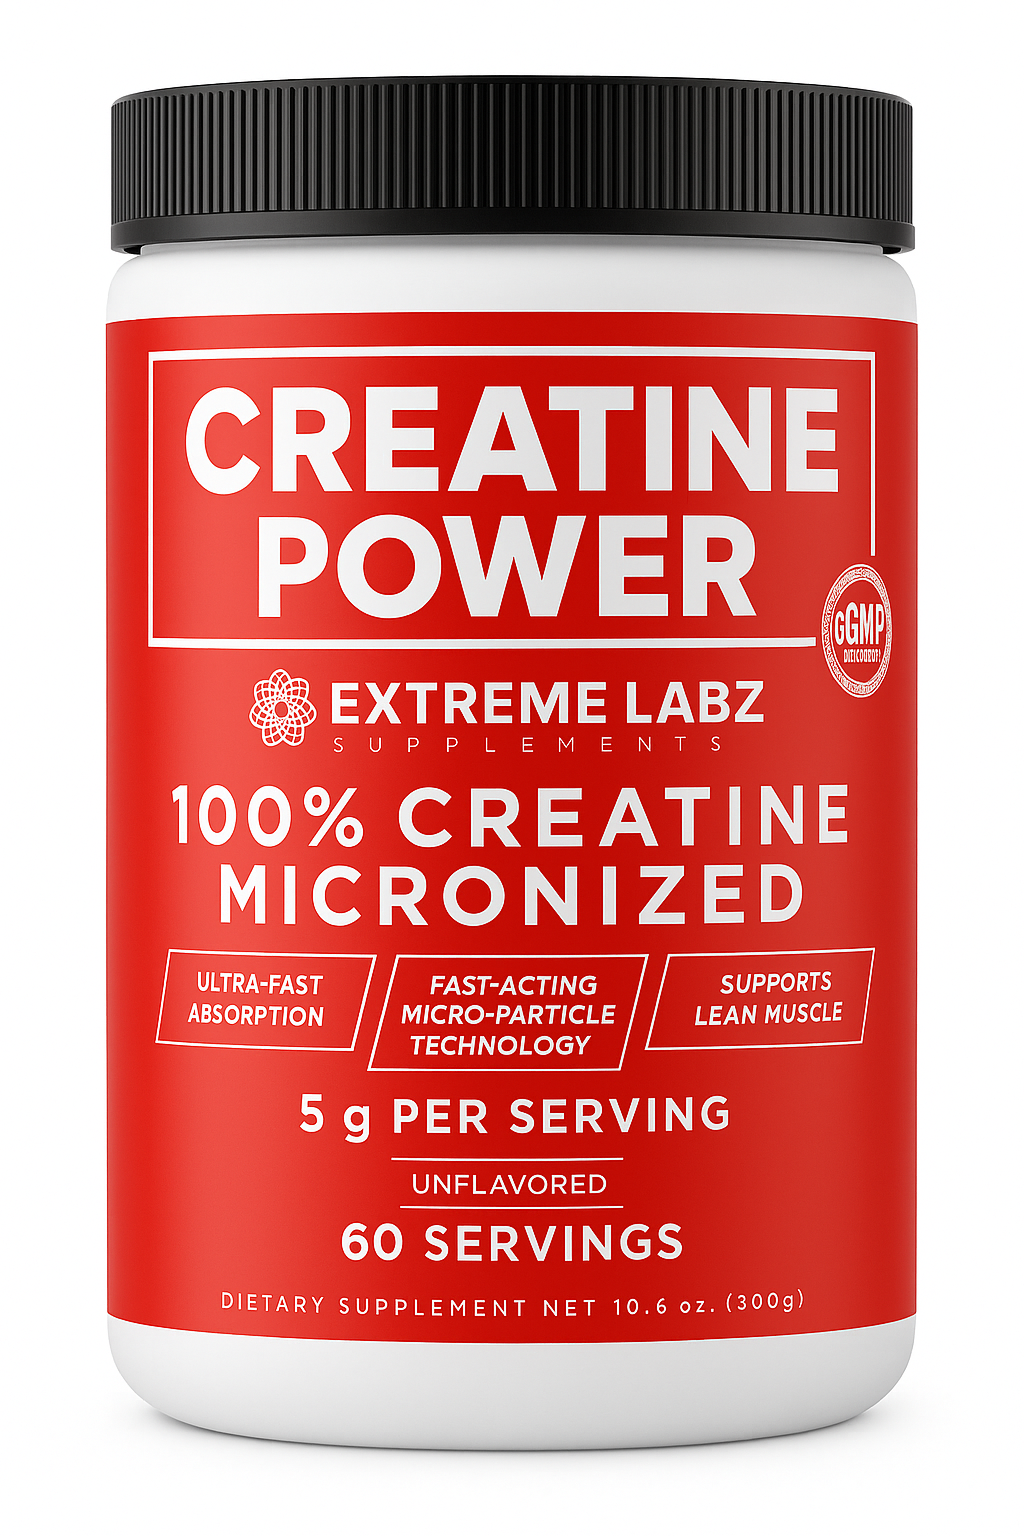 CREATINE
POWER
GGMP
EXTREME LABZ
SUPPLEMENTS
100% CREATINE
MICRONIZED
ULTRA-FAST
ABSORPTION
FAST-ACTING
MICRO-PARTICLE
TECHNOLOGY
SUPPORTS
LEAN MUSCLE
5 g PER SERVING
UNFLAVORED
60 SERVINGS
DIETARY SUPPLEMENT NET 10.6 oz. (300g)